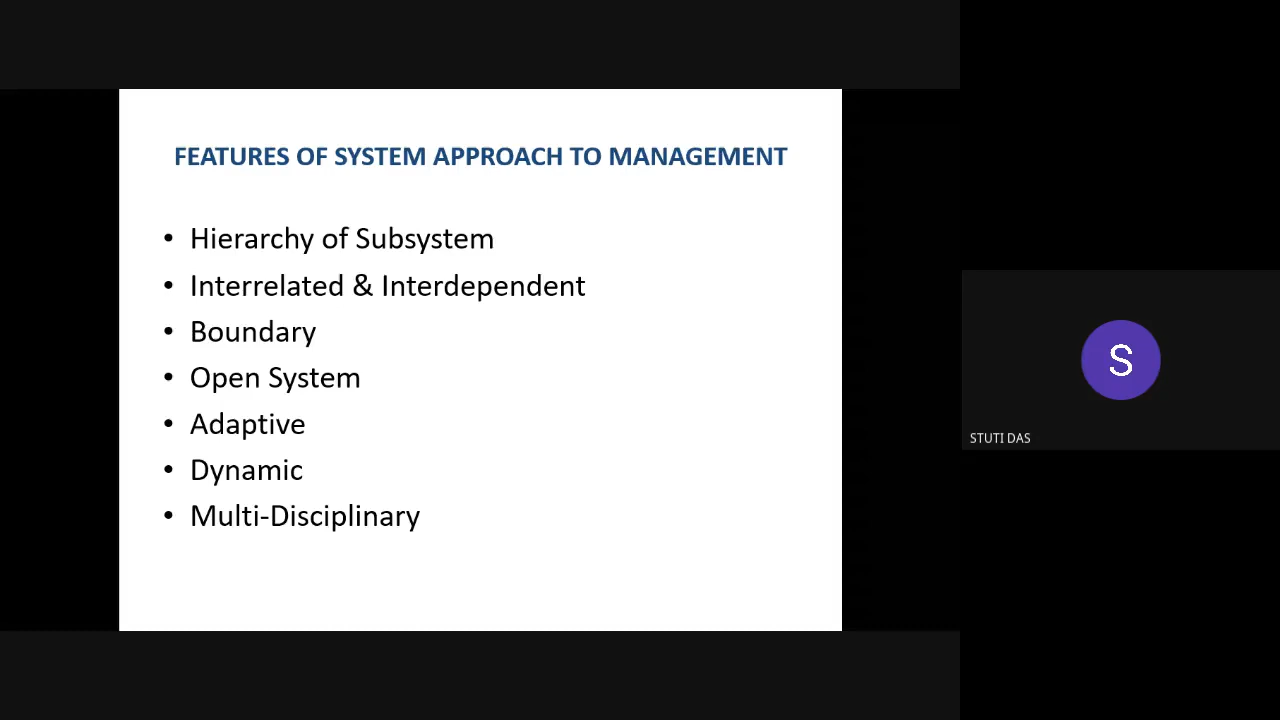 FEATURES OF SYSTEM APPROACH TO MANAGEMENT
• Hierarchy of Subsystem
• Interrelated & Interdependent
• Boundary
• Open System
• Adaptive
• Dynamic
• Multi-Disciplinary
S
STUTI DAS